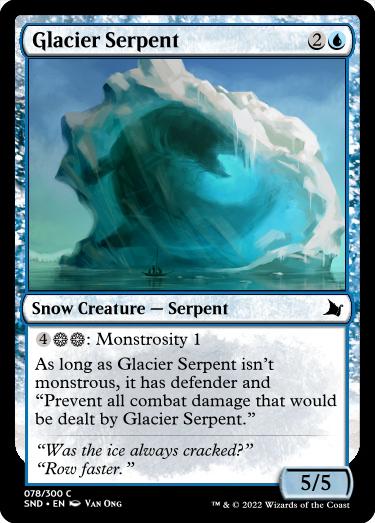 Glacier Serpent 2
Snow Creature — Serpent
4: Monstrosity 1
As long as Glacier Serpent isn't
monstrous, it has defender and
“Prevent all combat damage that would
be dealt by Glacier Serpent.”
“Was the ice always cracked?”
“Row faster.”
5/5
078/300 C
SND • EN Van Ong
™ & © 2022 Wizards of the Coast